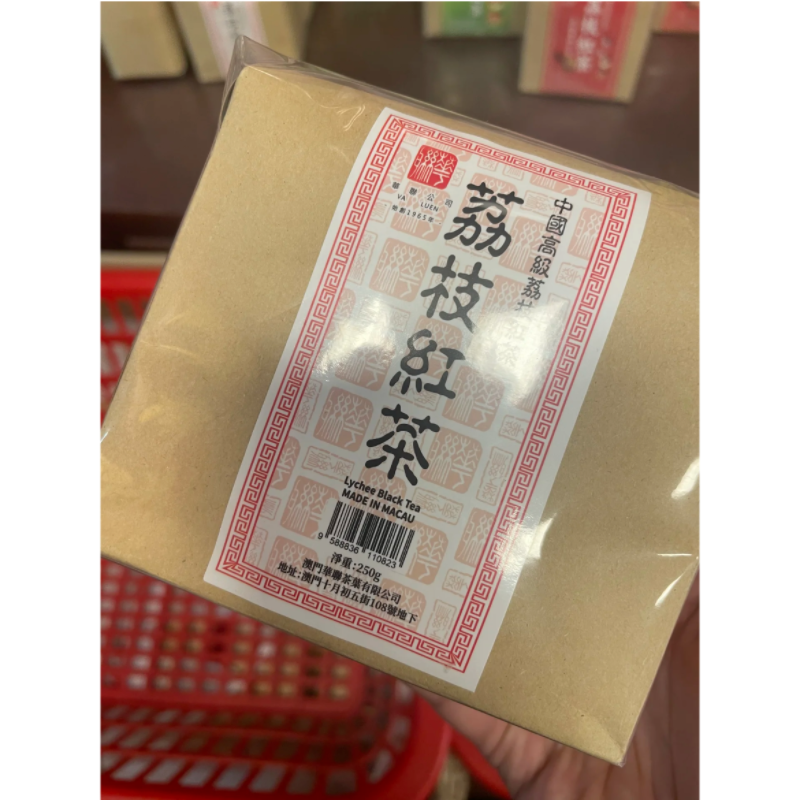 華聯公司
VA LUEN
始創1965年
荔枝紅茶
中國高級荔枝紅茶
Lychee Black Tea
MADE IN MACAU
9 588836 110823
淨重:250g
澳門華聯茶葉有限公司
地址:澳門十月初五街108號地下